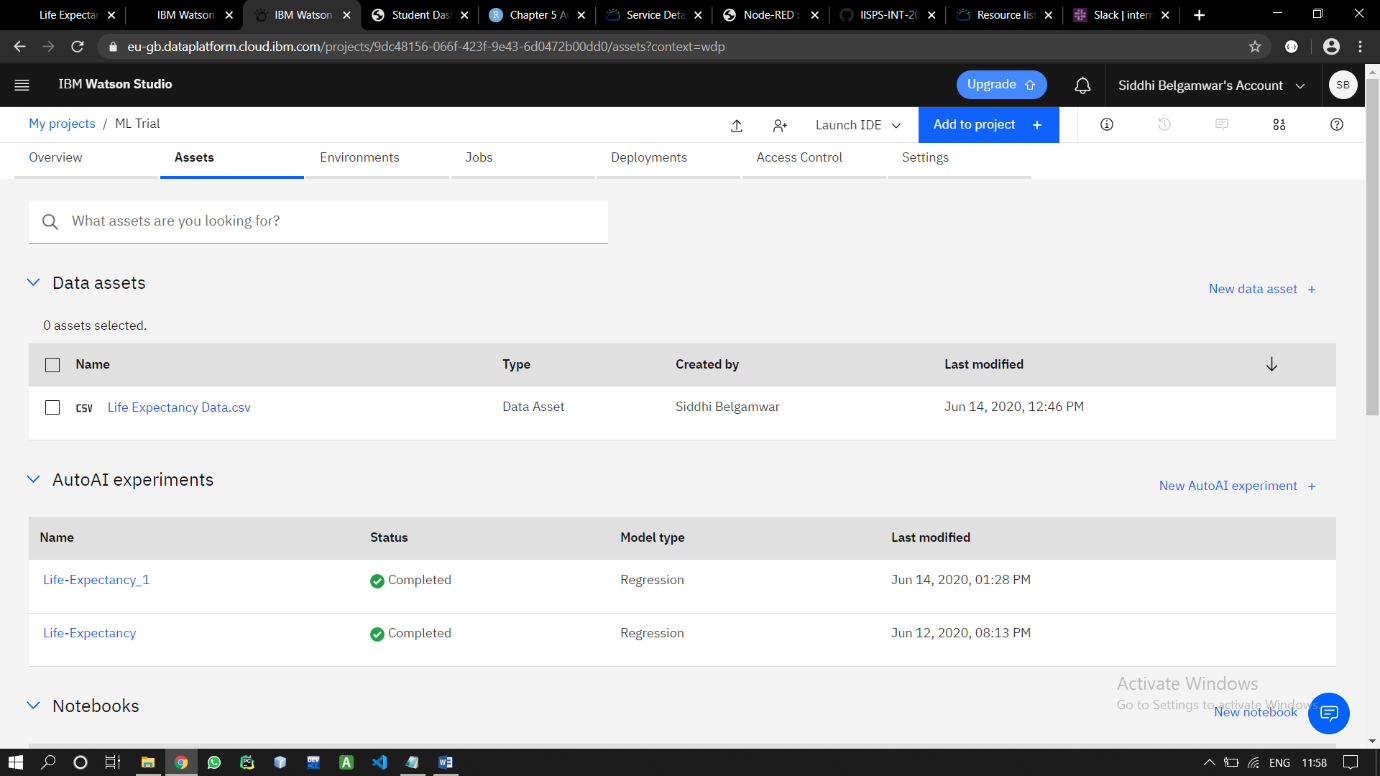 Life Expectar
IBM Watson
IBM Watson
Student Das
Chapter 5 Au
Service Deta
Node-RED :
IISPS-INT-20
Resource list
Slack | intern
eu-gb.dataplatform.cloud.ibm.com/projects/9dc48156-066f-423f-9e43-6d0472b00dd0/assets?context=wdp
IBM Watson Studio
Upgrade
Siddhi Belgamwar's Account
SB
My projects / ML Trial
Launch IDE
Add to project +
Overview
Assets
Environments
Jobs
Deployments
Access Control
Settings
What assets are you looking for?
Data assets
New data asset +
0 assets selected.
Name Type Created by Last modified
CSV Life Expectancy Data.csv Data Asset Siddhi Belgamwar Jun 14, 2020, 12:46 PM
AutoAI experiments
New AutoAI experiment +
Name Status Model type Last modified
Life-Expectancy_1 Completed Regression Jun 14, 2020, 01:28 PM
Life-Expectancy Completed Regression Jun 12, 2020, 08:13 PM
Activate Windows
Go to Settings to activate Windows.
Notebooks
New notebook
ENG 11:58